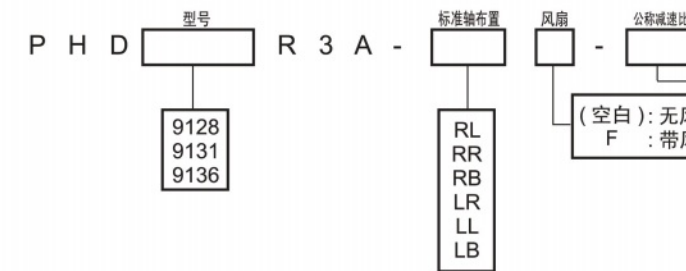 型号 标准轴布置 风扇 公称减速比
P H D R 3 A - -
9128
9131
9136
RL
RR
RB
LR
LL
LB
(空白): 无
F : 带